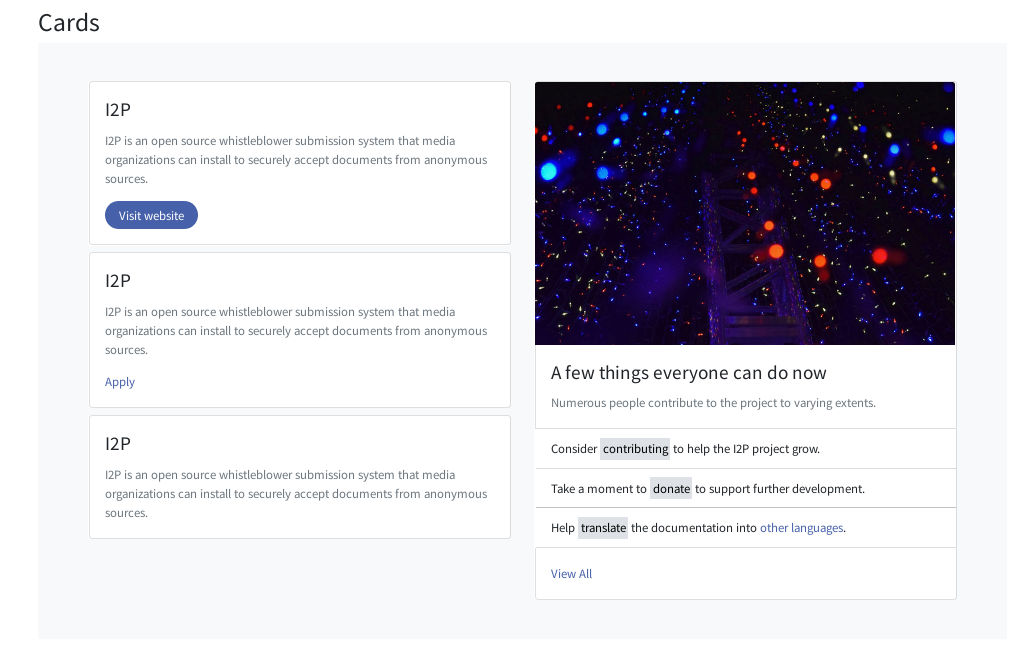 Cards
I2P
I2P is an open source whistleblower submission system that media
organizations can install to securely accept documents from anonymous
sources.
Visit website
I2P
I2P is an open source whistleblower submission system that media
organizations can install to securely accept documents from anonymous
sources.
Apply
I2P
I2P is an open source whistleblower submission system that media
organizations can install to securely accept documents from anonymous
sources.
A few things everyone can do now
Numerous people contribute to the project to varying extents.
Consider contributing to help the I2P project grow.
Take a moment to donate to support further development.
Help translate the documentation into other languages.
View All